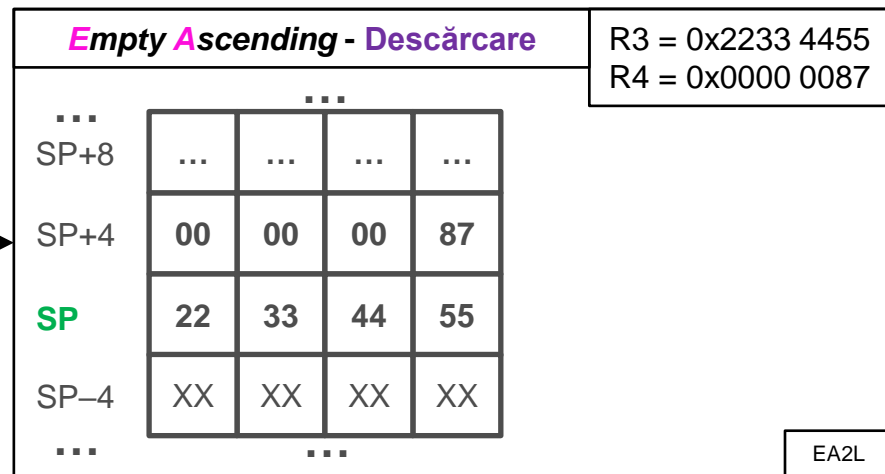 Empty Ascending - Descărcare
R3 = 0x2233 4455
R4 = 0x0000 0087
... ...
SP+8 ... ... ... ...
SP+4 00 00 00 87
SP 22 33 44 55
SP–4 XX XX XX XX
... ...
EA2L